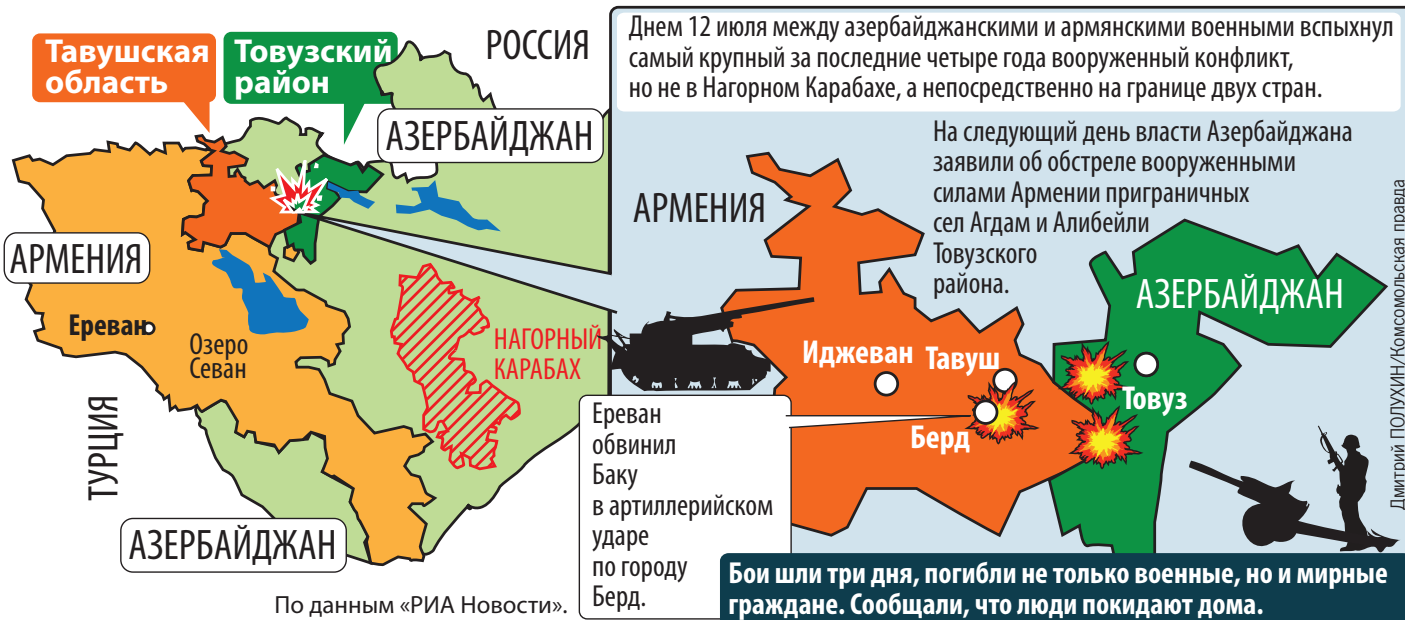 Тавушская
область
Товузский
район
РОССИЯ
АЗЕРБАЙДЖАН
АРМЕНИЯ
Ереван
Озеро
Севан
НАГОРНЫЙ
КАРАБАХ
ТУРЦИЯ
АЗЕРБАЙДЖАН
По данным «РИА Новости».
Днем 12 июля между азербайджанскими и армянскими военными вспыхнул
самый крупный за последние четыре года вооруженный конфликт,
но не в Нагорном Карабахе, а непосредственно на границе двух стран.
На следующий день власти Азербайджана
заявили об обстреле вооруженными
силами Армении приграничных
сел Агдам и Алибейли
Товузского
района.
АРМЕНИЯ
АЗЕРБАЙДЖАН
Иджеван
Тавуш
Товуз
Берд
Ереван
обвинил
Баку
в артиллерийском
ударе
по городу
Берд.
Бои шли три дня, погибли не только военные, но и мирные
граждане. Сообщали, что люди покидают дома.
Дмитрий ПОЛУХИН/Комсомольская правда